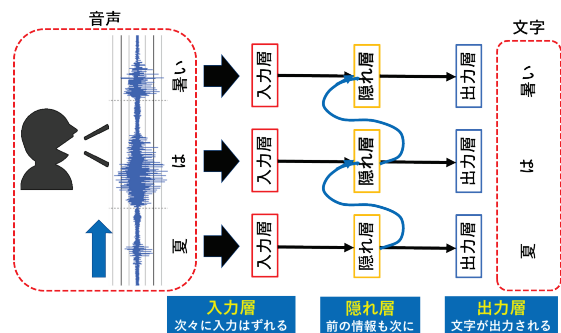 音声
文字
暑い
入力層
隠れ層
出力層
暑い
は
入力層
隠れ層
出力層
は
夏
入力層
隠れ層
出力層
夏
入力層
次々に入力はずれる
隠れ層
前の情報も次に
出力層
文字が出力される